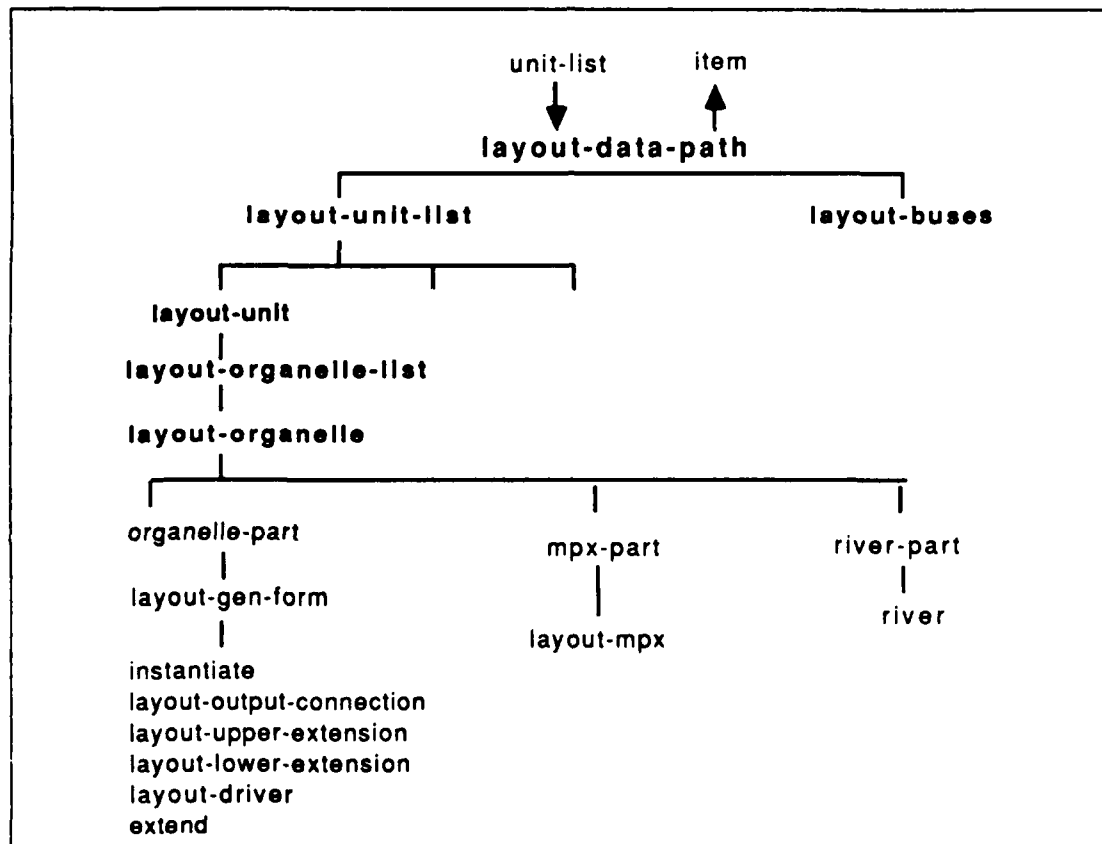 unit-list item
layout-data-path
layout-unit-list layout-buses
layout-unit
layout-organelle-list
layout-organelle
organelle-part mpx-part river-part
layout-gen-form
layout-mpx river
instantiate
layout-output-connection
layout-upper-extension
layout-lower-extension
layout-driver
extend